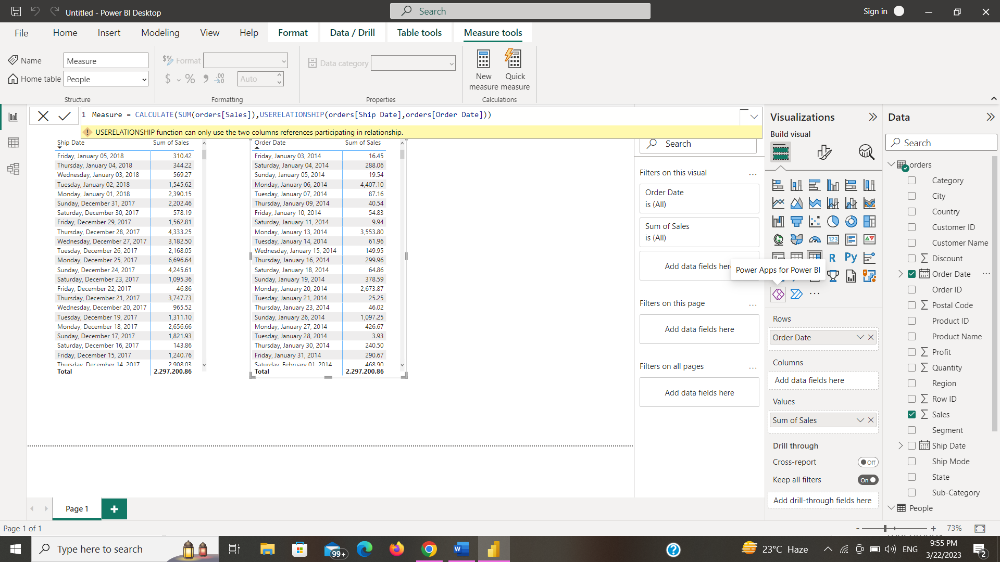 Untitled - Power BI Desktop
Search
Sign in
File
Home
Insert
Modeling
View
Help
Format
Data / Drill
Table tools
Measure tools
Name
Measure
Home table
People
Structure
$% Format
$ % 9 .00
Auto
Formatting
Data category
Properties
New measure
Quick measure
Calculations
1 Measure = CALCULATE(SUM(orders[Sales]),USERELATIONSHIP(orders[Ship Date],orders[Order Date]))
USERELATIONSHIP function can only use the two columns references participating in relationship.
Ship Date Sum of Sales
Friday, January 05, 2018 310.42
Thursday, January 04, 2018 344.22
Wednesday, January 03, 2018 569.27
Tuesday, January 02, 2018 1,545.62
Monday, January 01, 2018 2,390.15
Sunday, December 31, 2017 2,202.46
Saturday, December 30, 2017 578.19
Friday, December 29, 2017 1,562.81
Thursday, December 28, 2017 4,333.25
Wednesday, December 27, 2017 3,182.50
Tuesday, December 26, 2017 2,168.05
Monday, December 25, 2017 6,696.64
Sunday, December 24, 2017 4,245.61
Saturday, December 23, 2017 1,095.36
Friday, December 22, 2017 46.86
Thursday, December 21, 2017 3,747.73
Wednesday, December 20, 2017 965.52
Tuesday, December 19, 2017 1,311.10
Monday, December 18, 2017 2,656.66
Sunday, December 17, 2017 1,821.93
Saturday, December 16, 2017 143.86
Friday, December 15, 2017 1,240.76
Thursday, December 14, 2017 2,908.03
Total 2,297,200.86
Order Date Sum of Sales
Friday, January 03, 2014 16.45
Saturday, January 04, 2014 288.06
Sunday, January 05, 2014 19.54
Monday, January 06, 2014 4,407.10
Tuesday, January 07, 2014 87.16
Thursday, January 09, 2014 40.54
Friday, January 10, 2014 54.83
Saturday, January 11, 2014 9.94
Monday, January 13, 2014 3,553.80
Tuesday, January 14, 2014 61.96
Wednesday, January 15, 2014 149.95
Thursday, January 16, 2014 299.96
Saturday, January 18, 2014 64.86
Sunday, January 19, 2014 378.59
Monday, January 20, 2014 2,673.87
Tuesday, January 21, 2014 25.25
Thursday, January 23, 2014 46.02
Sunday, January 26, 2014 1,097.25
Monday, January 27, 2014 426.67
Tuesday, January 28, 2014 3.93
Thursday, January 30, 2014 240.50
Friday, January 31, 2014 290.67
Saturday, February 01, 2014 468.90
Total 2,297,200.86
Search
Filters on this visual ...
Order Date
is (All)
Sum of Sales
is (All)
Add data fields her
Filters on this page ...
Add data fields here
Filters on all pages ...
Add data fields here
Visualizations
Build visual
123
R Py
Power Apps for Power BI
...
Rows
Order Date
Columns
Add data fields here
Values
Sum of Sales
Drill through
Cross-report Off
Keep all filters On
Add drill-through fields here
Data
Search
orders
Category
City
Country
Customer ID
Customer Name
∑ Discount
Order Date ...
Order ID
∑ Postal Code
Product ID
Product Name
∑ Profit
∑ Quantity
Region
∑ Row ID
∑ Sales
Segment
Ship Date
Ship Mode
State
Sub-Category
People
Page 1
+
Page 1 of 1
- + 73%
Type here to search
99+
W
?
23°C Haze
ENG
9:55 PM
3/22/2023
2